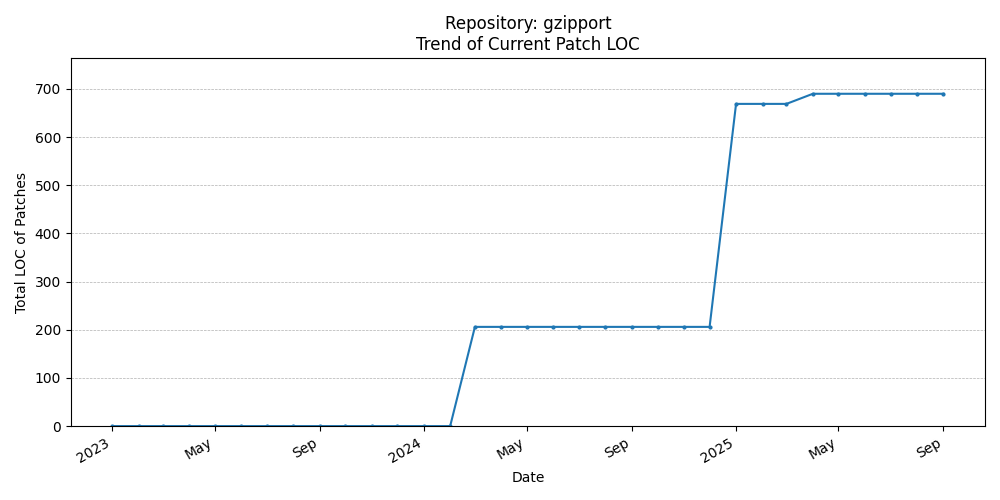 Repository: gzipport
Trend of Current Patch LOC
Total LOC of Patches
700
600
500
400
300
200
100
0
2023
May
Sep
2024
May
Sep
2025
May
Sep
Date